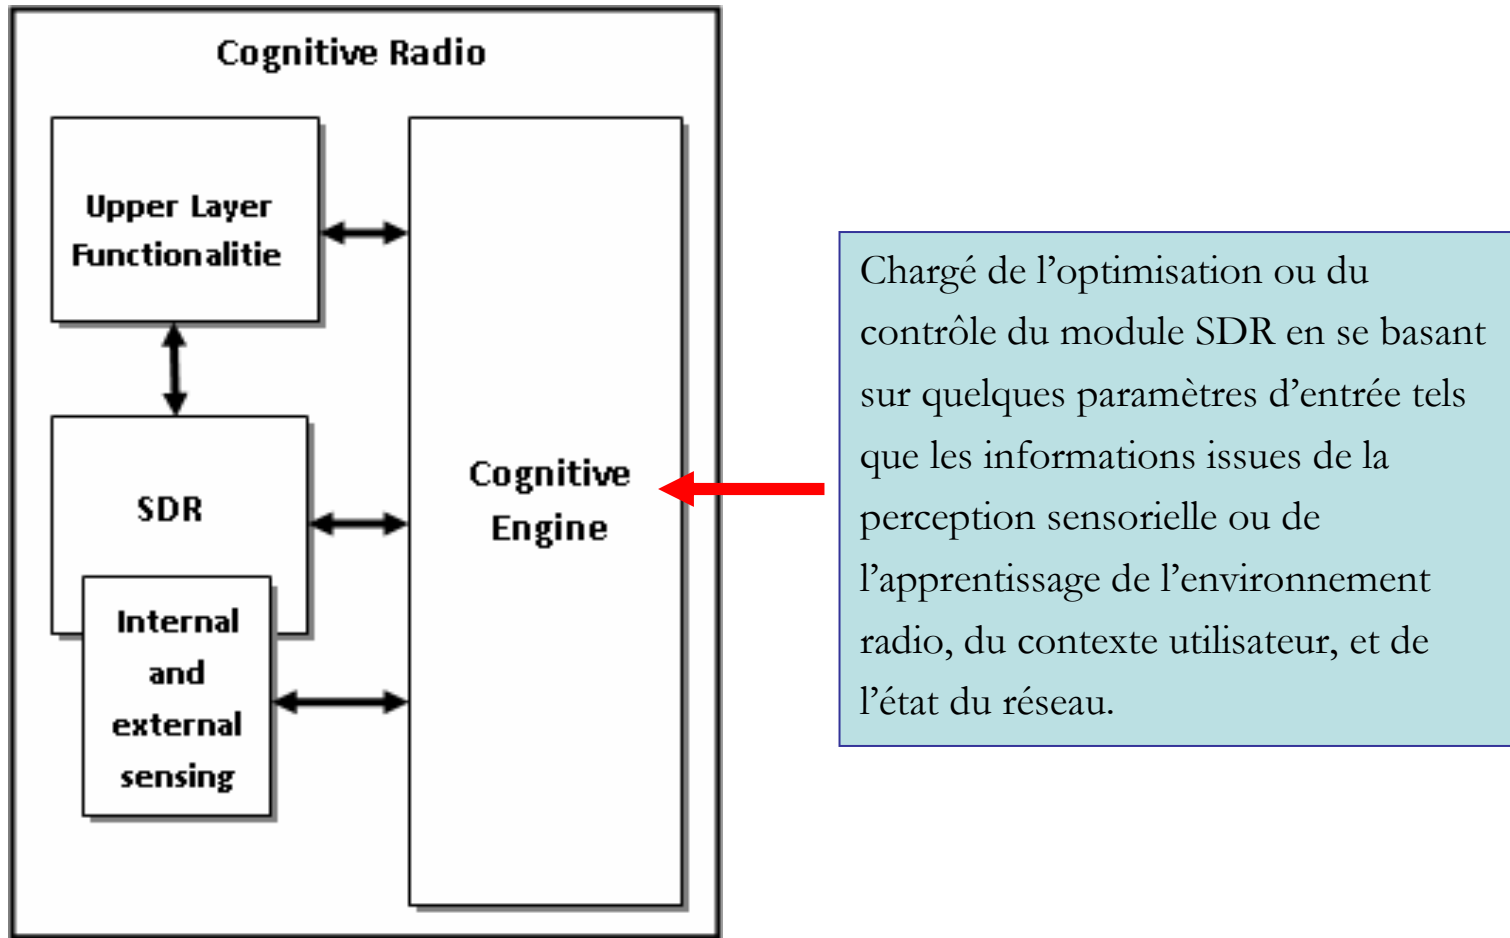 Cognitive Radio
Upper Layer
Functionalitie
SDR
Internal
and
external
sensing
Cognitive
Engine
Chargé de l’optimisation ou du
contrôle du module SDR en se basant
sur quelques paramètres d’entrée tels
que les informations issues de la
perception sensorielle ou de
l’apprentissage de l’environnement
radio, du contexte utilisateur, et de
l’état du réseau.